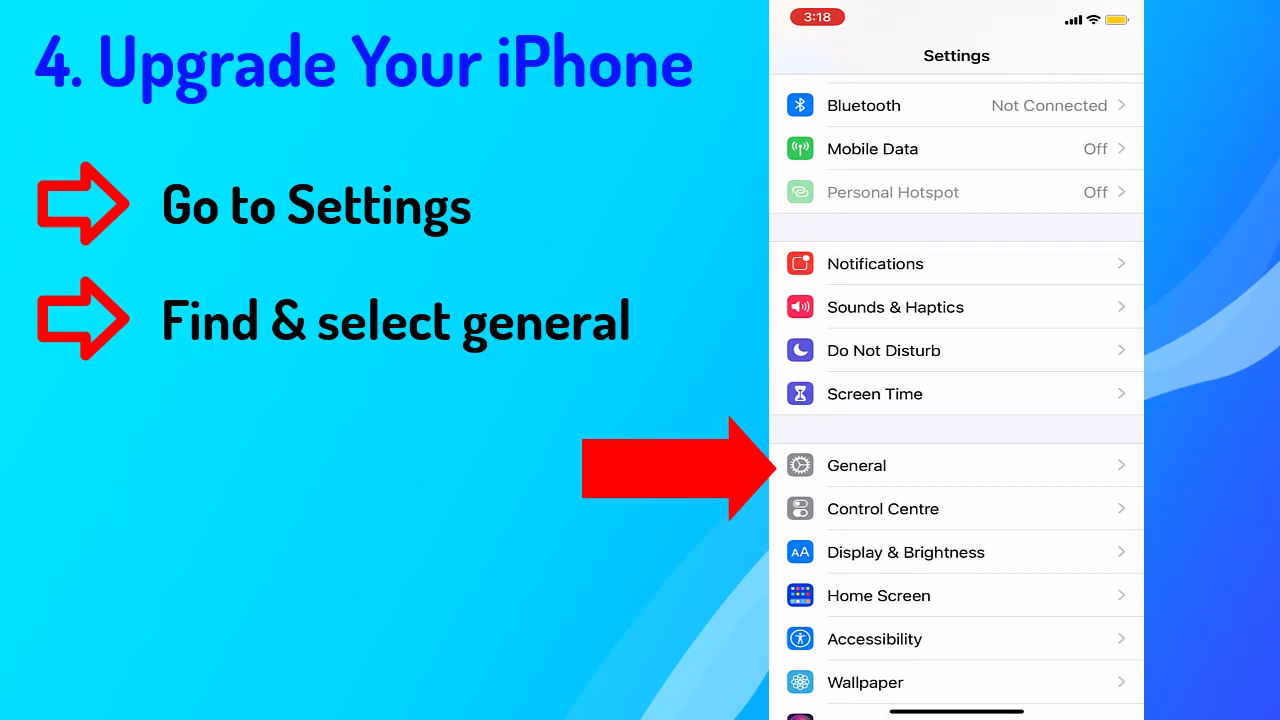 4. Upgrade Your iPhone
Go to Settings
Find & select general
3:18
Settings
Bluetooth Not Connected
Mobile Data Off
Personal Hotspot Off
Notifications
Sounds & Haptics
Do Not Disturb
Screen Time
General
Control Centre
AA Display & Brightness
Home Screen
Accessibility
Wallpaper